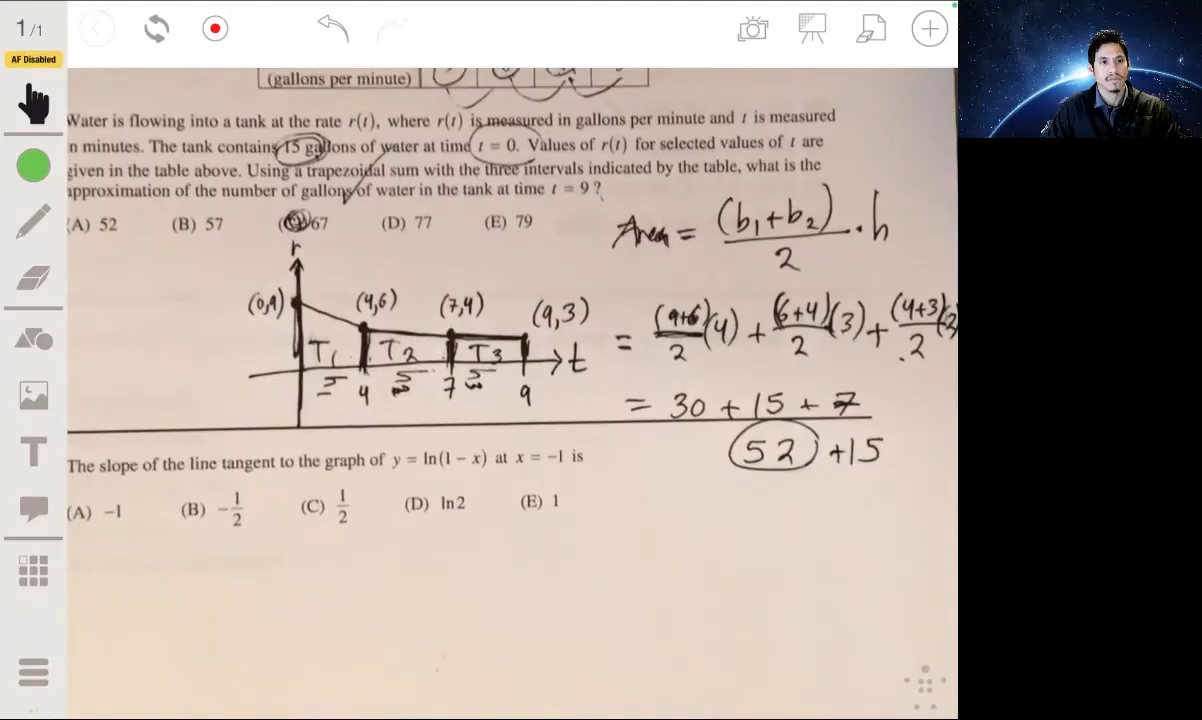 1/1
AF Disabled
(gallons per minute)
Water is flowing into a tank at the rate r(t), where r(t) is measured in gallons per minute and t is measured
n minutes. The tank contains 15 gallons of water at time t = 0. Values of r(t) for selected values of t are
given in the table above. Using a trapezoidal sum with the three intervals indicated by the table, what is the
approximation of the number of gallons of water in the tank at time t = 9 ?
(A) 52 (B) 57 67 (D) 77 (E) 79
Area = (b₁+b₂)/2 · h
r
(0,9) (4,6) (7,4) (9,3)
= (9+6)/2 (4) + (6+4)/2 (3) + (4+3)/2 (2)
T1 T2 T3 t
4 7 9
= 30 + 15 + 7
52 +15
The slope of the line tangent to the graph of y = ln(1 − x) at x = −1 is
(A) −1 (B) −1/2 (C) 1/2 (D) ln 2 (E) 1
T